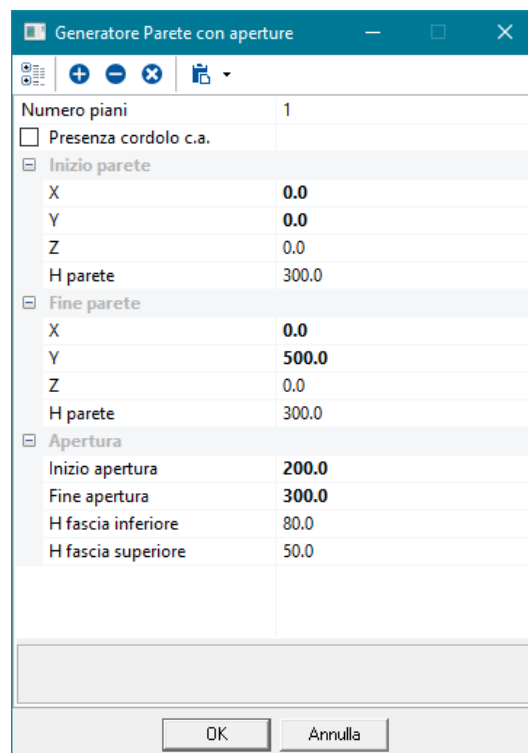 Generatore Parete con aperture
Numero piani 1
Presenza cordolo c.a.
Inizio parete
X 0.0
Y 0.0
Z 0.0
H parete 300.0
Fine parete
X 0.0
Y 500.0
Z 0.0
H parete 300.0
Apertura
Inizio apertura 200.0
Fine apertura 300.0
H fascia inferiore 80.0
H fascia superiore 50.0
OK Annulla